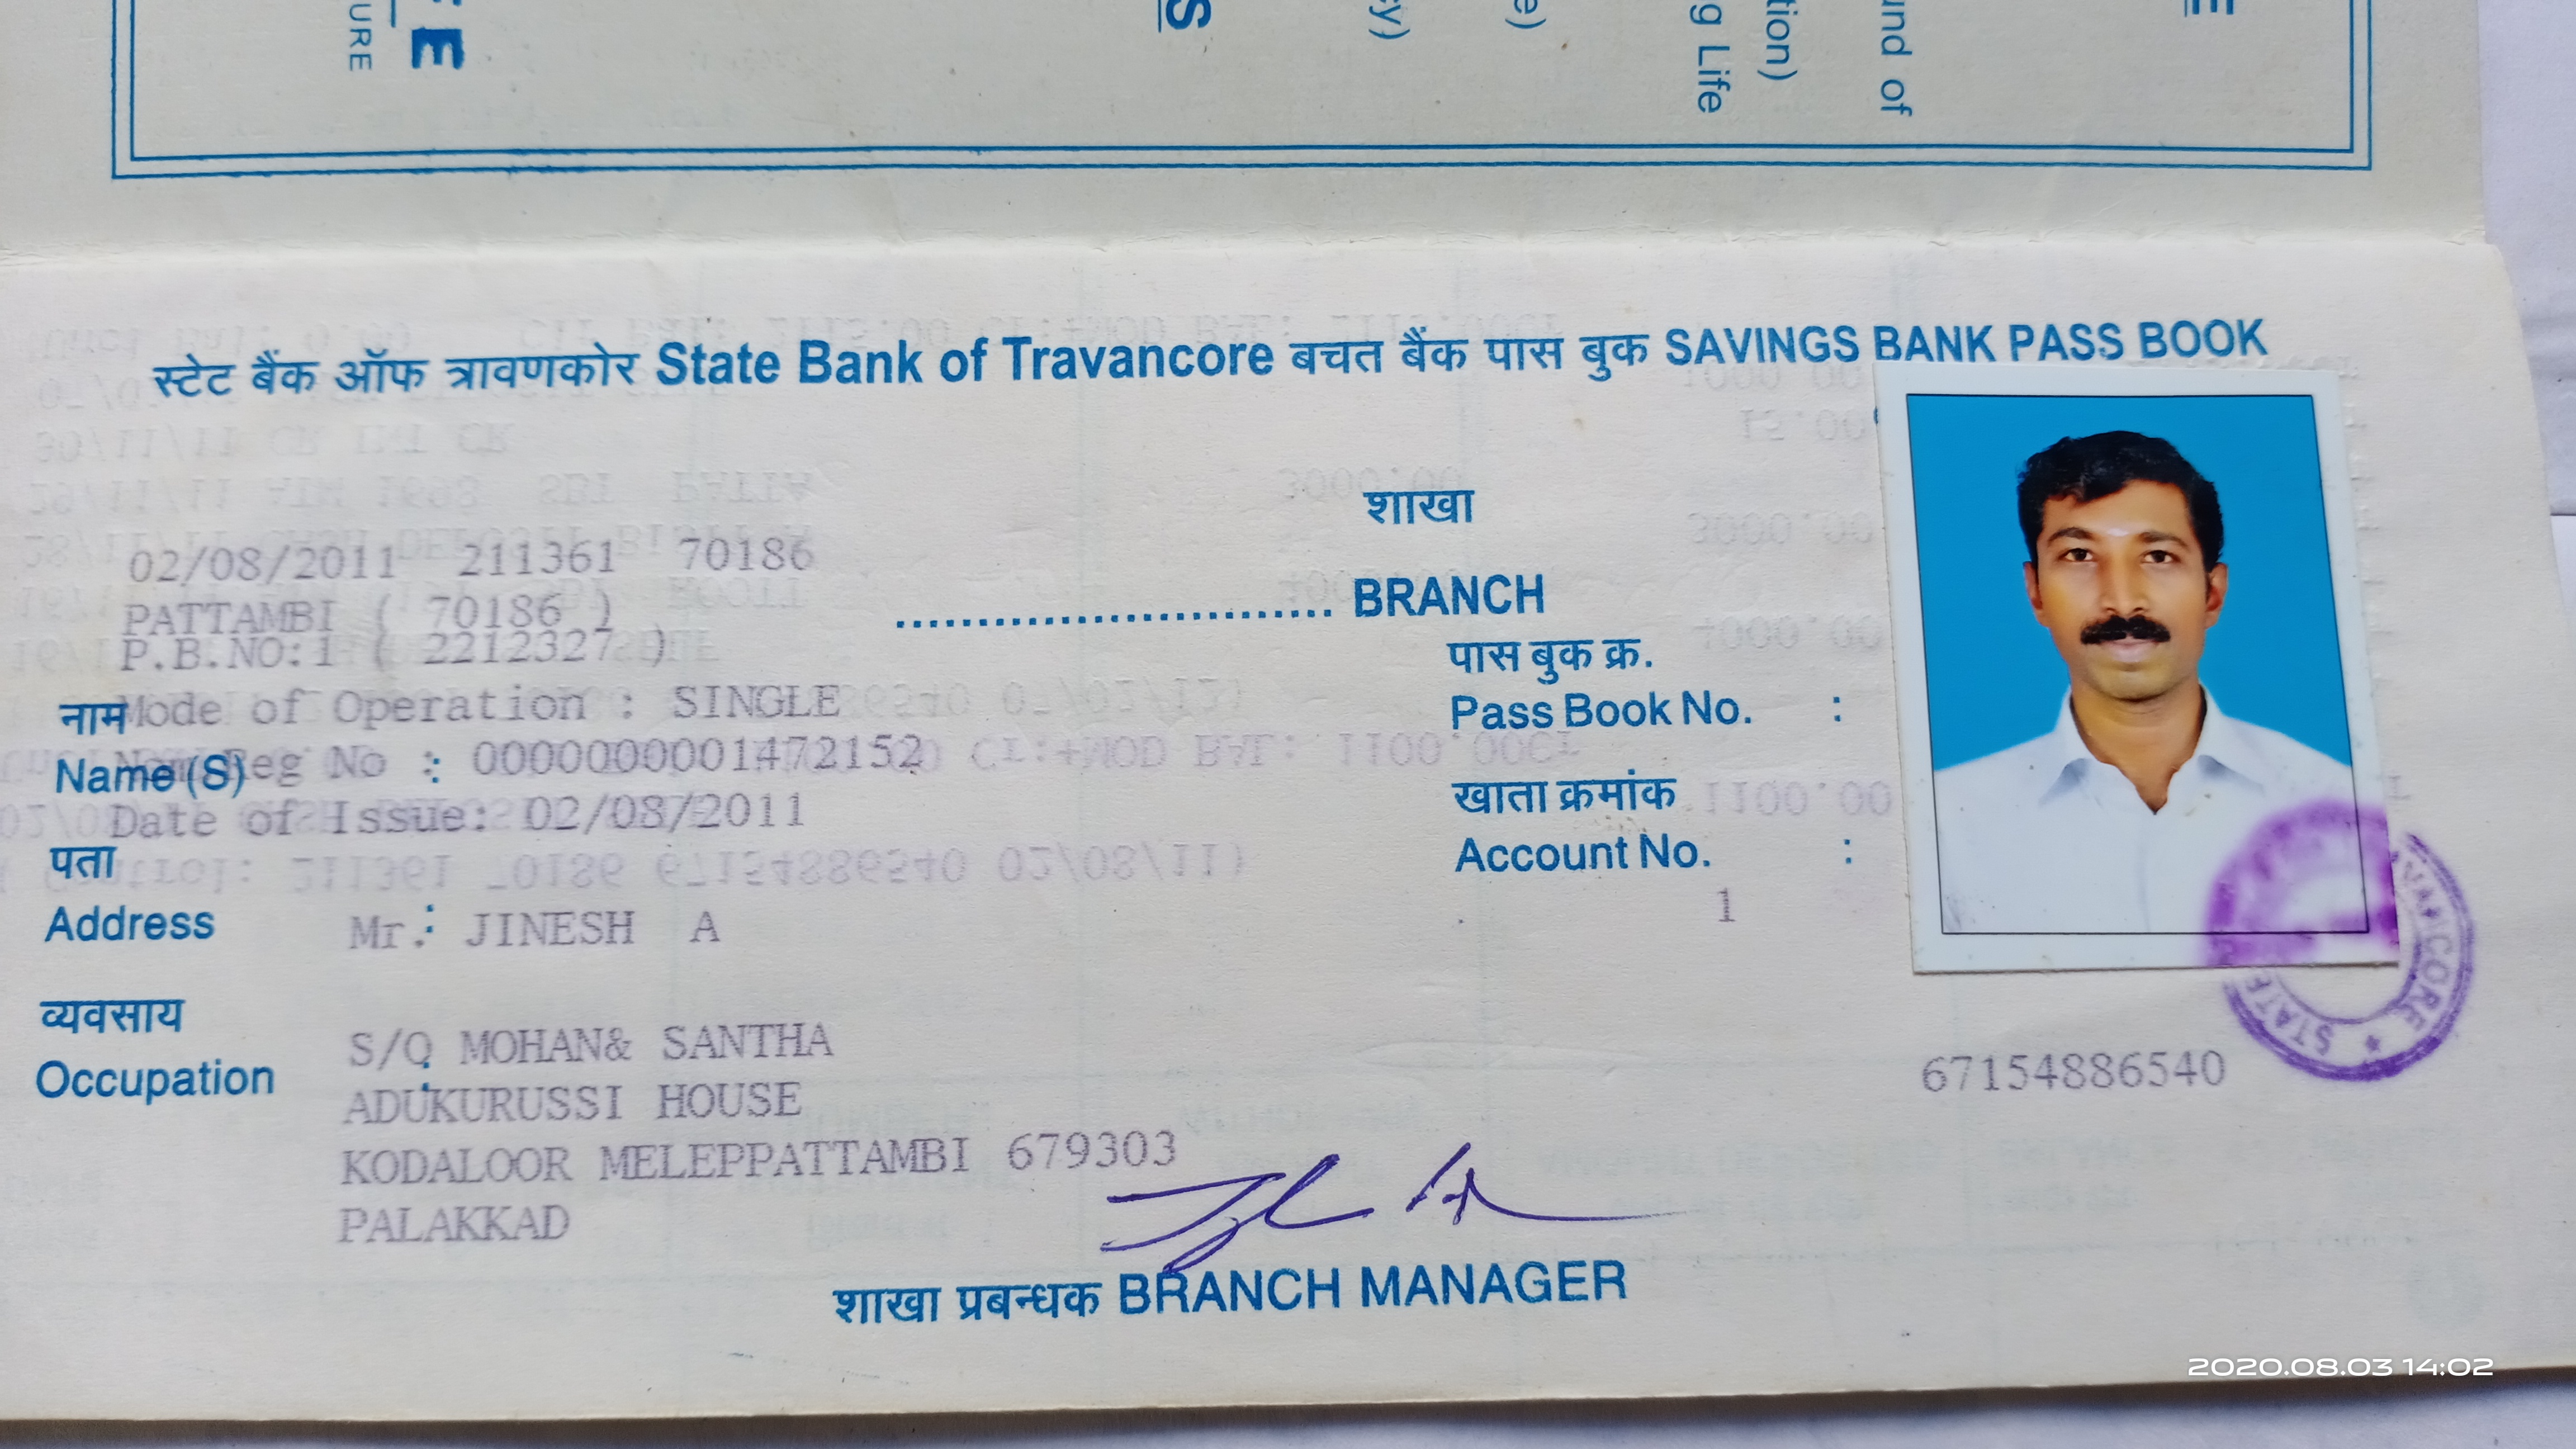 URE
E
S
cy)
e)
g Life
tion)
und of
E
स्टेट बैंक ऑफ त्रावणकोर State Bank of Travancore बचत बैंक पास बुक SAVINGS BANK PASS BOOK
शाखा
02/08/2011 211361 70186
PATTAMBI ( 70186 )
.......................... BRANCH
P.B.NO:1 ( 2212327 )
पास बुक क्र.
नाम Mode of Operation : SINGLE
Pass Book No. :
Name (S) Reg No : 0000000001472152
खाता क्रमांक
Date of Issue: 02/08/2011
पता
Account No. :
Address : Mr. JINESH A
1
व्यवसाय
S/O MOHAN& SANTHA
Occupation :
67154886540
ADUKURUSSI HOUSE
KODALOOR MELEPPATTAMBI 679303
PALAKKAD
शाखा प्रबन्धक BRANCH MANAGER
STATE
CORE
2020.08.03 14:02